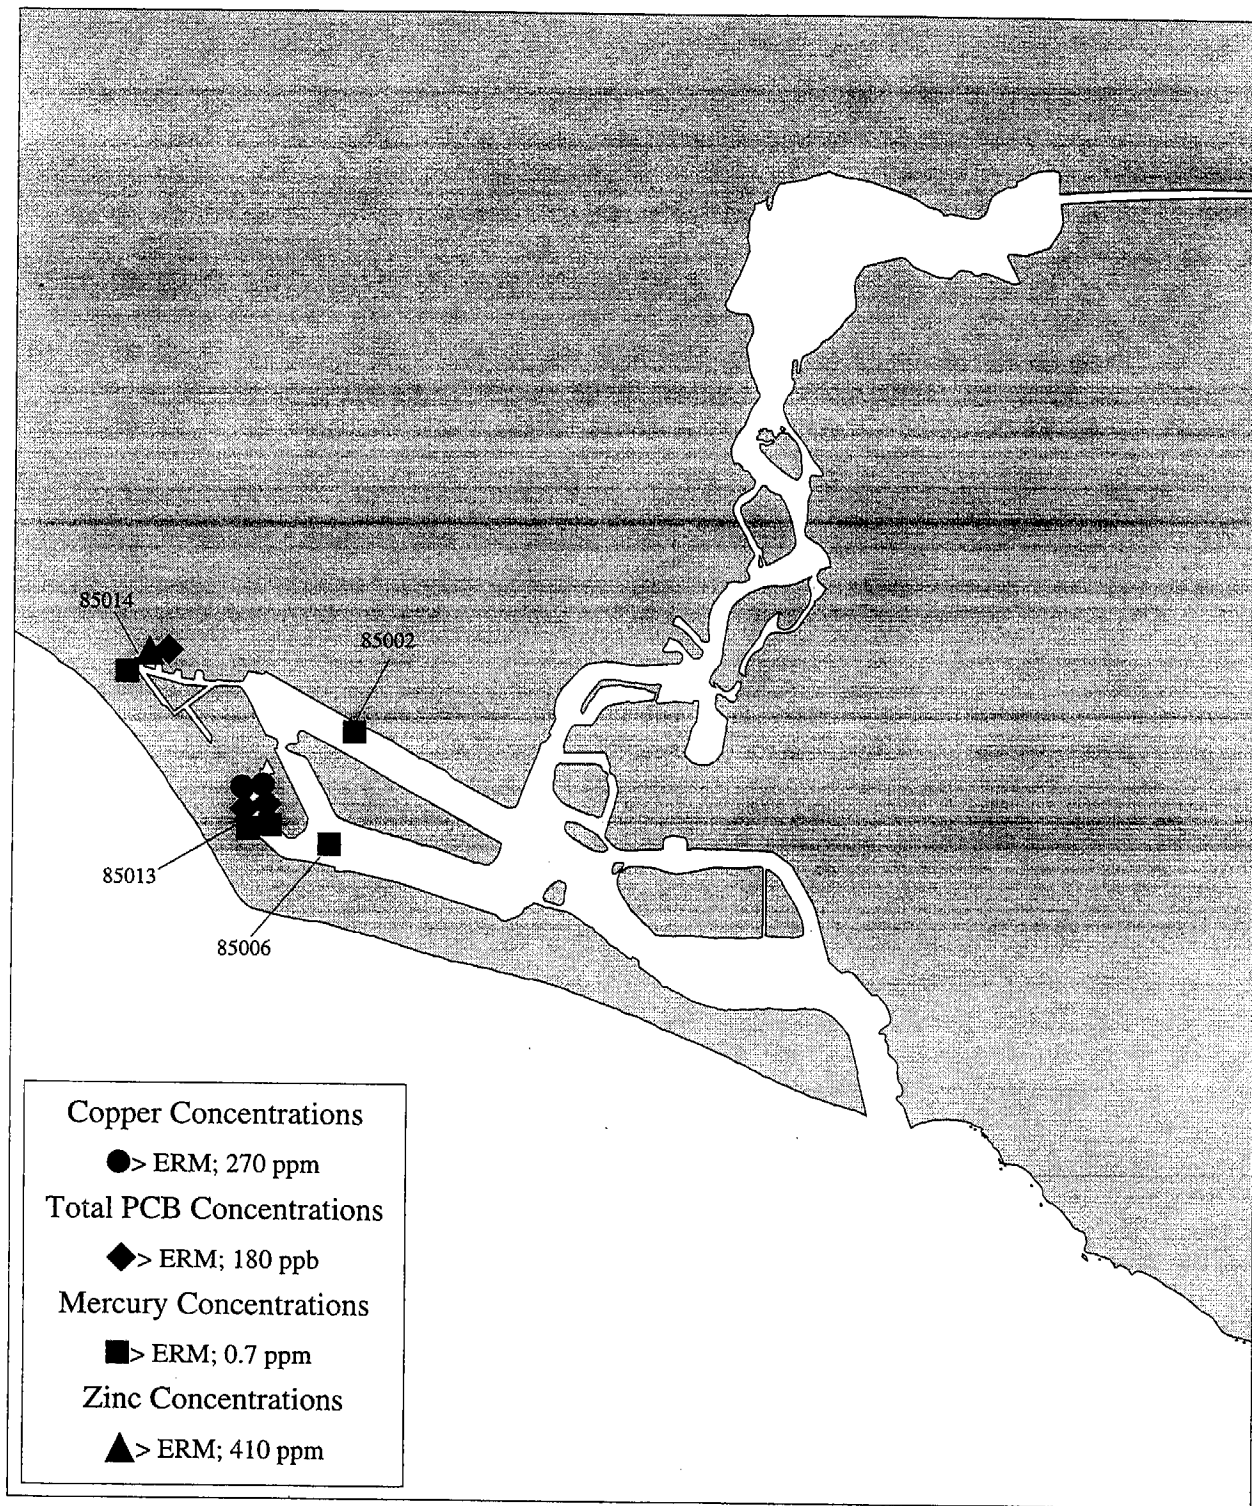 85014
85002
85013
85006
Copper Concentrations
> ERM; 270 ppm
Total PCB Concentrations
> ERM; 180 ppb
Mercury Concentrations
> ERM; 0.7 ppm
Zinc Concentrations
> ERM; 410 ppm